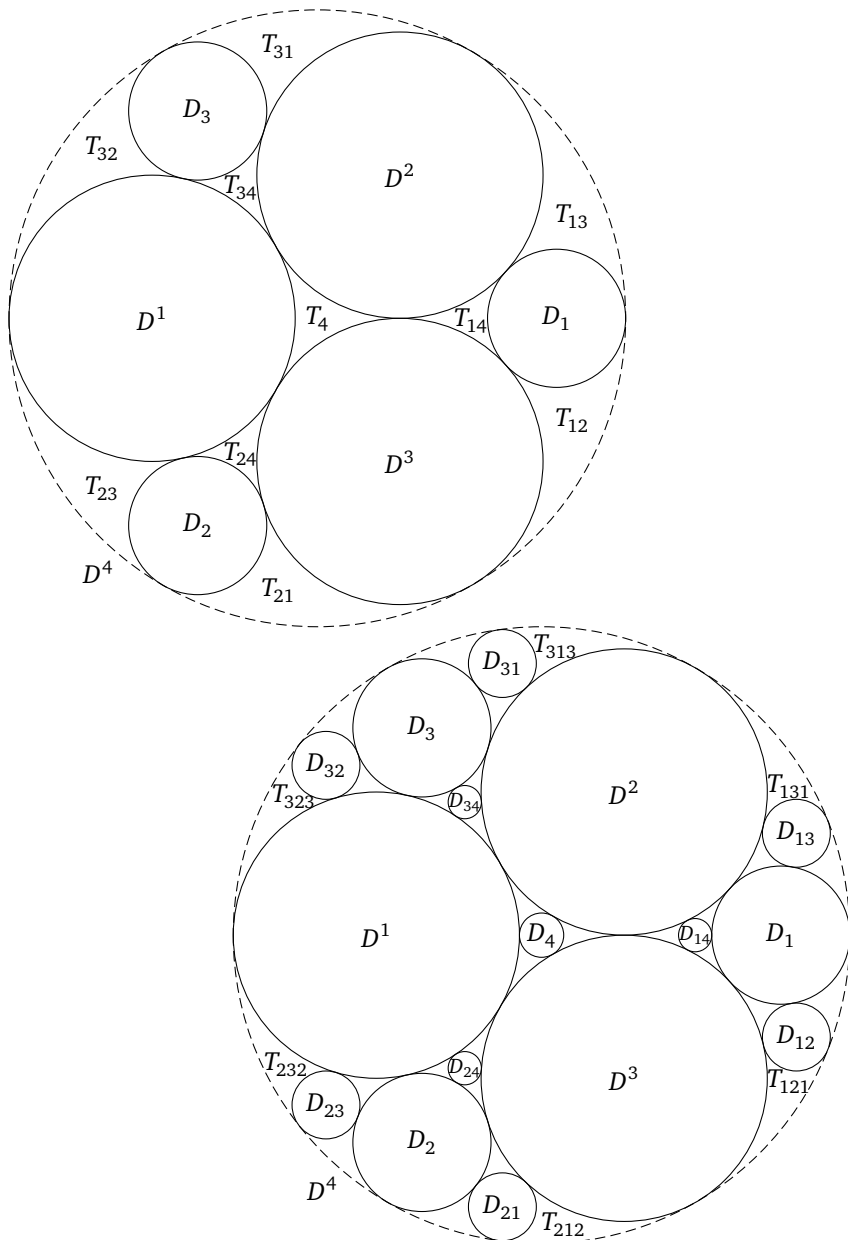 T₃₁
D₃
T₃₂
D²
T₃₄
T₁₃
D¹
T₄
T₁₄
D₁
T₁₂
T₂₄
D³
T₂₃
D₂
D⁴
T₂₁
D₃₁
T₃₁₃
D₃
D₃₂
T₃₂₃
D₃₄
D²
T₁₃₁
D₁₃
D¹
D₄
D₁₄
D₁
D₁₂
T₂₃₂
D₂₄
D³
T₁₂₁
D₂₃
D₂
D⁴
D₂₁
T₂₁₂